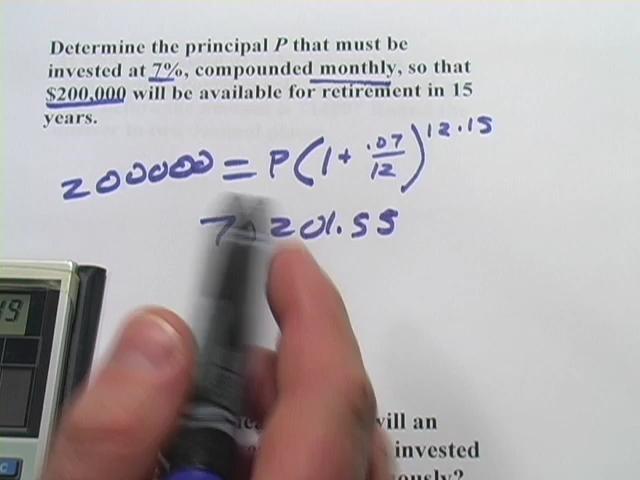 Determine the principal P that must be
invested at 7%, compounded monthly, so that
$200,000 will be available for retirement in 15
years.
200000 = P(1 + .07/12)^12.15
201.55
will an
invested